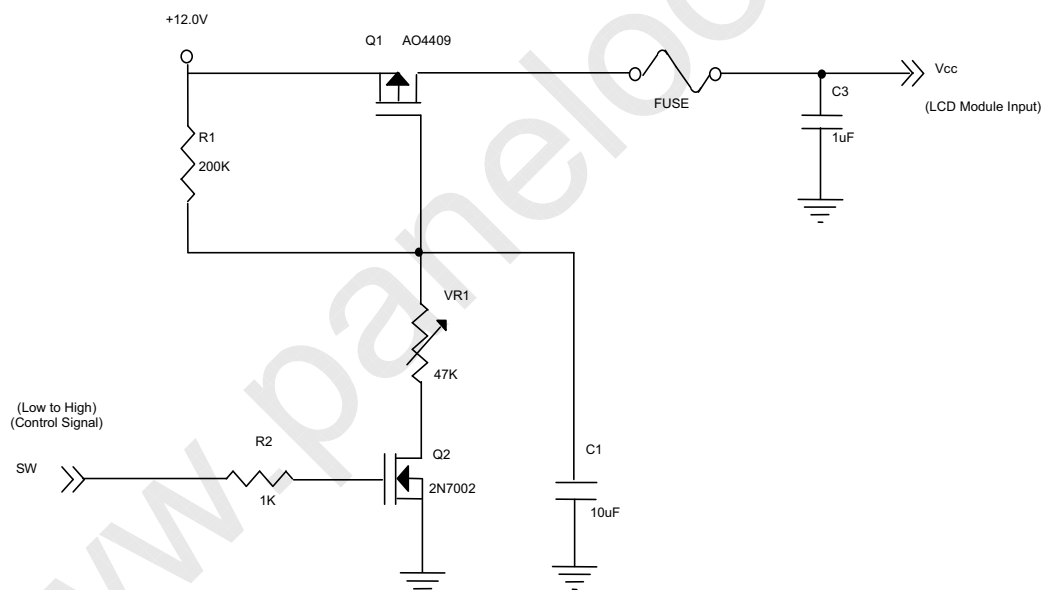 +12.0V
Q1 AO4409
Vcc
C3
FUSE
(LCD Module Input)
R1
1uF
200K
VR1
47K
(Low to High)
(Control Signal)
R2
Q2
C1
SW
2N7002
1K
10uF
www.panelook